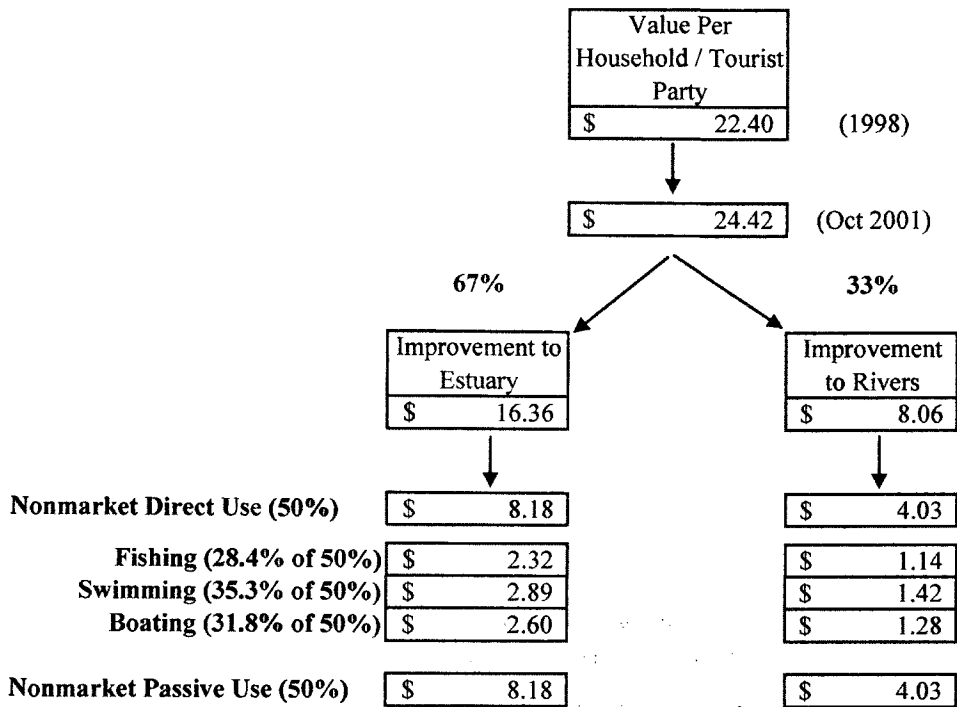 Value Per
Household / Tourist
Party
$ 22.40 (1998)
$ 24.42 (Oct 2001)
67% 33%
Improvement to
Estuary
$ 16.36
Improvement
to Rivers
$ 8.06
Nonmarket Direct Use (50%) $ 8.18 $ 4.03
Fishing (28.4% of 50%) $ 2.32 $ 1.14
Swimming (35.3% of 50%) $ 2.89 $ 1.42
Boating (31.8% of 50%) $ 2.60 $ 1.28
Nonmarket Passive Use (50%) $ 8.18 $ 4.03